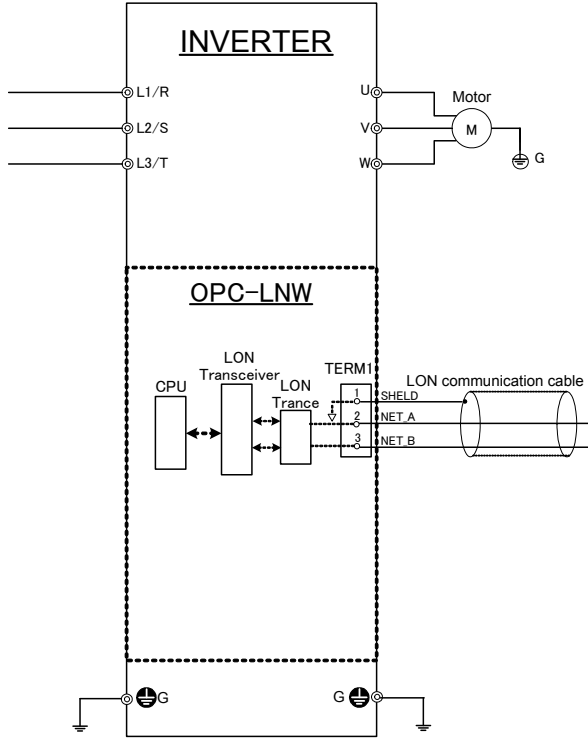 INVERTER
L1/R
U
Motor
L2/S
V
M
L3/T
W
G
OPC-LNW
LON
Transceiver
TERM1
CPU
LON
Trance
LON communication cable
1
SHELD
2
NET_A
3
NET_B
G
G